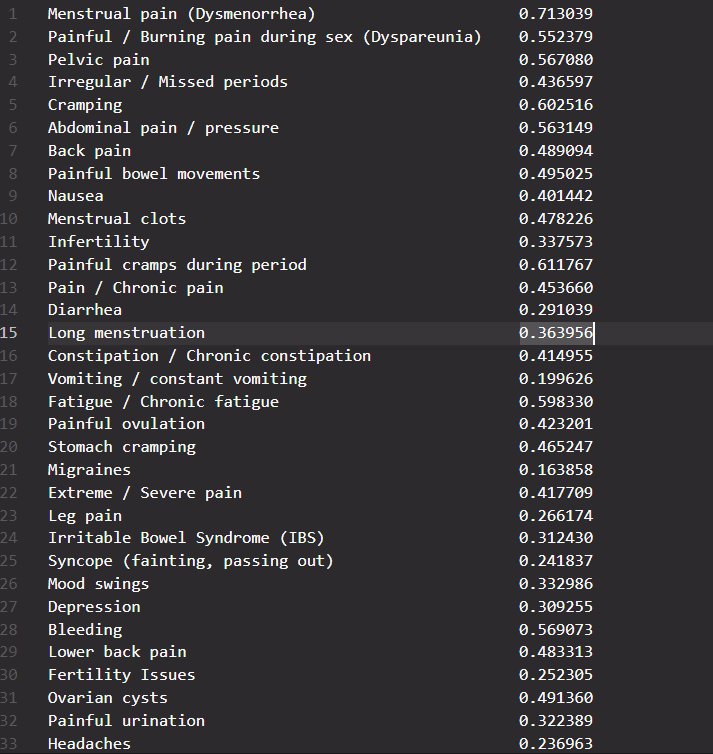 1 Menstrual pain (Dysmenorrhea) 0.713039
2 Painful / Burning pain during sex (Dyspareunia) 0.552379
3 Pelvic pain 0.567080
4 Irregular / Missed periods 0.436597
5 Cramping 0.602516
6 Abdominal pain / pressure 0.563149
7 Back pain 0.489094
8 Painful bowel movements 0.495025
9 Nausea 0.401442
10 Menstrual clots 0.478226
11 Infertility 0.337573
12 Painful cramps during period 0.611767
13 Pain / Chronic pain 0.453660
14 Diarrhea 0.291039
15 Long menstruation 0.363956
16 Constipation / Chronic constipation 0.414955
17 Vomiting / constant vomiting 0.199626
18 Fatigue / Chronic fatigue 0.598330
19 Painful ovulation 0.423201
20 Stomach cramping 0.465247
21 Migraines 0.163858
22 Extreme / Severe pain 0.417709
23 Leg pain 0.266174
24 Irritable Bowel Syndrome (IBS) 0.312430
25 Syncope (fainting, passing out) 0.241837
26 Mood swings 0.332986
27 Depression 0.309255
28 Bleeding 0.569073
29 Lower back pain 0.483313
30 Fertility Issues 0.252305
31 Ovarian cysts 0.491360
32 Painful urination 0.322389
33 Headaches 0.236963